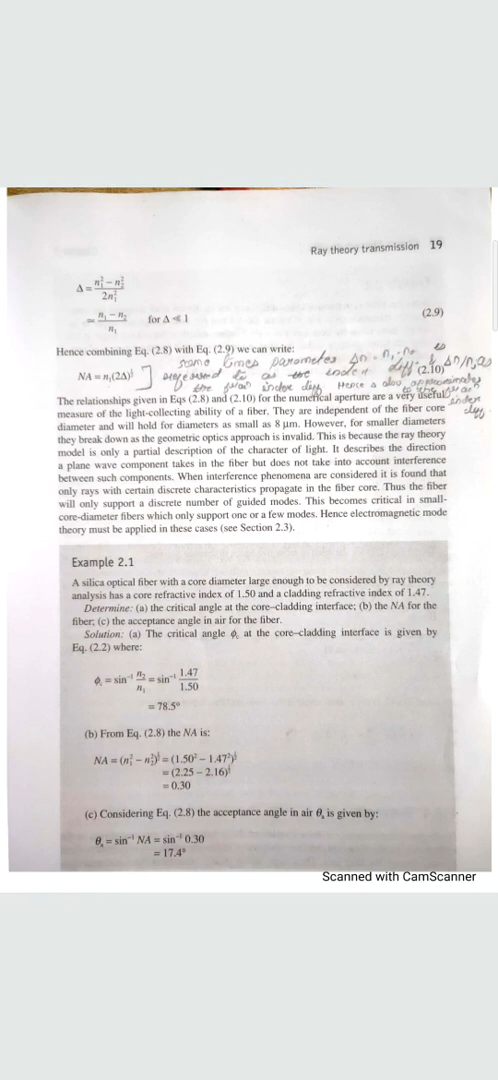 Ray theory transmission 19
Δ = n₁² − n₂² / 2n₁²
≃ n₁ − n₂ / n₁ for Δ ≪ 1 (2.9)
Hence combining Eq. (2.8) with Eq. (2.9) we can write:
some times parameter Δn = n₁-n₂
NA = n₁(2Δ)^½ (2.10)
The relationships given in Eqs (2.8) and (2.10) for the numerical aperture are a very useful
measure of the light-collecting ability of a fiber. They are independent of the fiber core
diameter and will hold for diameters as small as 8 μm. However, for smaller diameters
they break down as the geometric optics approach is invalid. This is because the ray theory
model is only a partial description of the character of light. It describes the direction
a plane wave component takes in the fiber but does not take into account interference
between such components. When interference phenomena are considered it is found that
only rays with certain discrete characteristics propagate in the fiber core. Thus the fiber
will only support a discrete number of guided modes. This becomes critical in small-
core-diameter fibers which only support one or a few modes. Hence electromagnetic mode
theory must be applied in these cases (see Section 2.3).
Example 2.1
A silica optical fiber with a core diameter large enough to be considered by ray theory
analysis has a core refractive index of 1.50 and a cladding refractive index of 1.47.
Determine: (a) the critical angle at the core–cladding interface; (b) the NA for the
fiber; (c) the acceptance angle in air for the fiber.
Solution: (a) The critical angle φc at the core–cladding interface is given by
Eq. (2.2) where:
φc = sin⁻¹ n₂/n₁ = sin⁻¹ 1.47/1.50
= 78.5°
(b) From Eq. (2.8) the NA is:
NA = (n₁² − n₂²)^½ = (1.50² − 1.47²)^½
= (2.25 − 2.16)^½
= 0.30
(c) Considering Eq. (2.8) the acceptance angle in air θa is given by:
θa = sin⁻¹ NA = sin⁻¹ 0.30
= 17.4°
Scanned with CamScanner